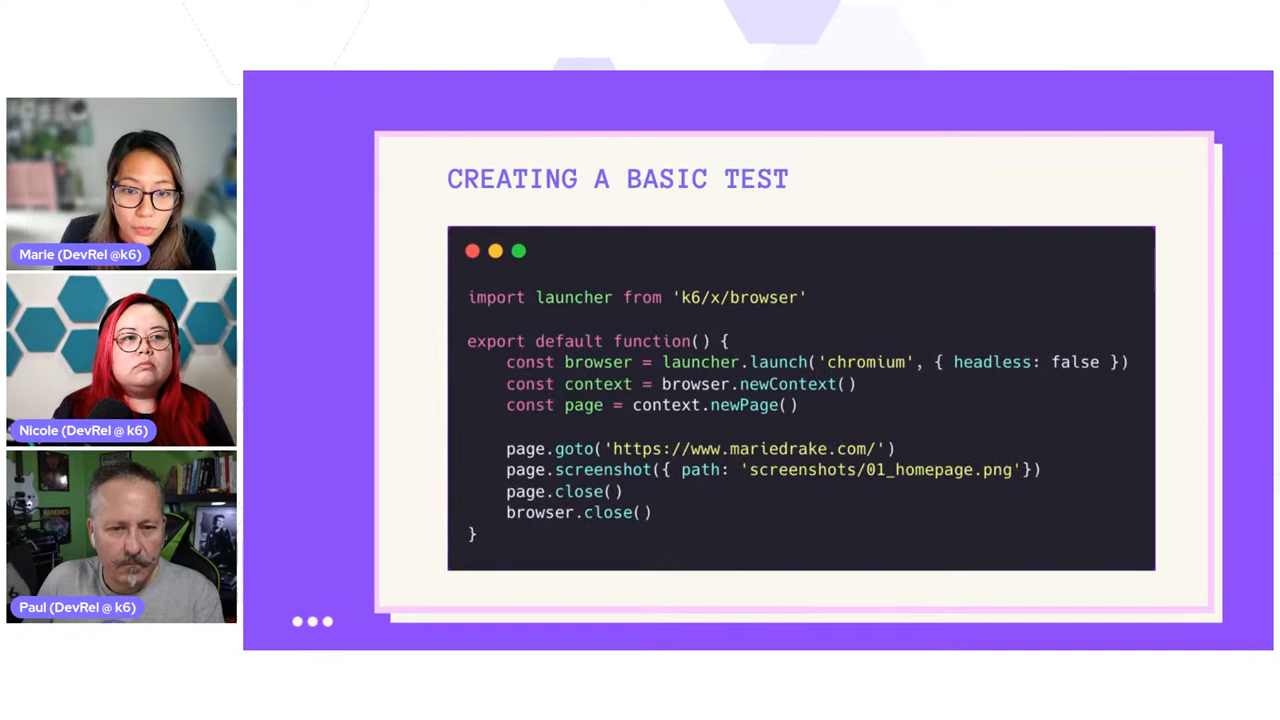 Marie (DevRel @k6)
Nicole (DevRel @ k6)
Paul (DevRel @ k6)
CREATING A BASIC TEST
import launcher from 'k6/x/browser'
export default function() {
    const browser = launcher.launch('chromium', { headless: false })
    const context = browser.newContext()
    const page = context.newPage()
    page.goto('https://www.mariedrake.com/')
    page.screenshot({ path: 'screenshots/01_homepage.png'})
    page.close()
    browser.close()
}